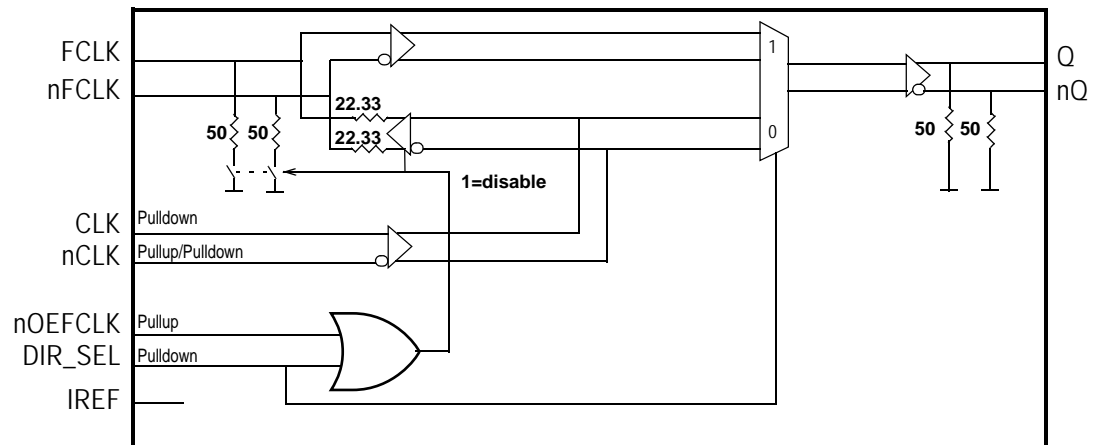 FCLK
nFCLK
22.33
22.33
50 50
1=disable
1
0
Q
nQ
50 50
CLK Pulldown
nCLK Pullup/Pulldown
nOEFCLK Pullup
DIR_SEL Pulldown
IREF